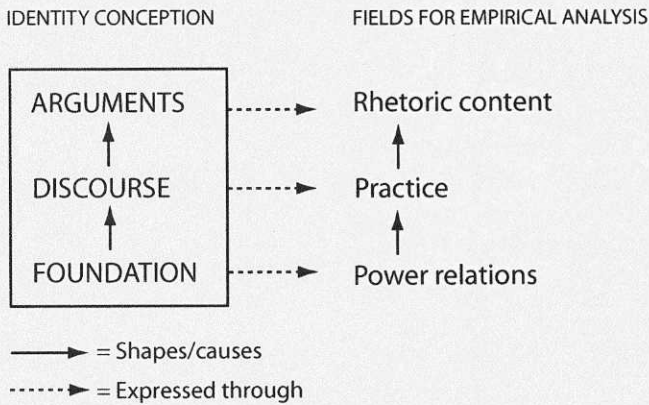 IDENTITY CONCEPTION
FIELDS FOR EMPIRICAL ANALYSIS
ARGUMENTS
Rhetoric content
DISCOURSE
Practice
FOUNDATION
Power relations
= Shapes/causes
= Expressed through